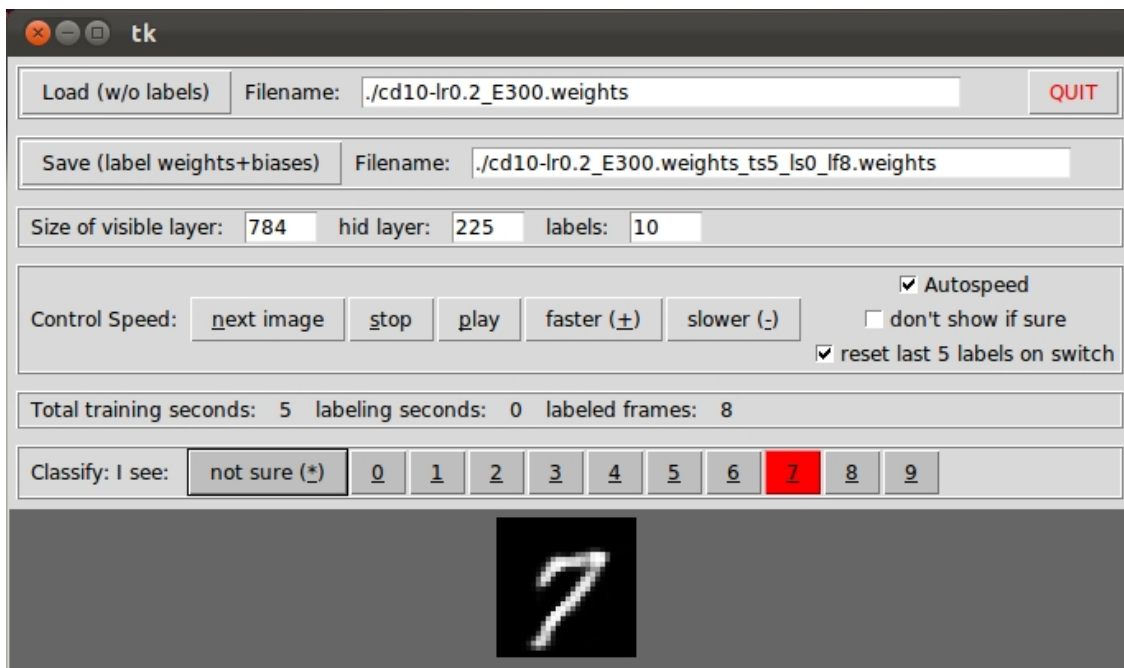 tk
Load (w/o labels) Filename: ./cd10-lr0.2_E300.weights QUIT
Save (label weights+biases) Filename: ./cd10-lr0.2_E300.weights_ts5_ls0_lf8.weights
Size of visible layer: 784 hid layer: 225 labels: 10
Autospeed
Control Speed: next image stop play faster (+) slower (-) don't show if sure
reset last 5 labels on switch
Total training seconds: 5 labeling seconds: 0 labeled frames: 8
Classify: I see: not sure (*) 0 1 2 3 4 5 6 7 8 9
7